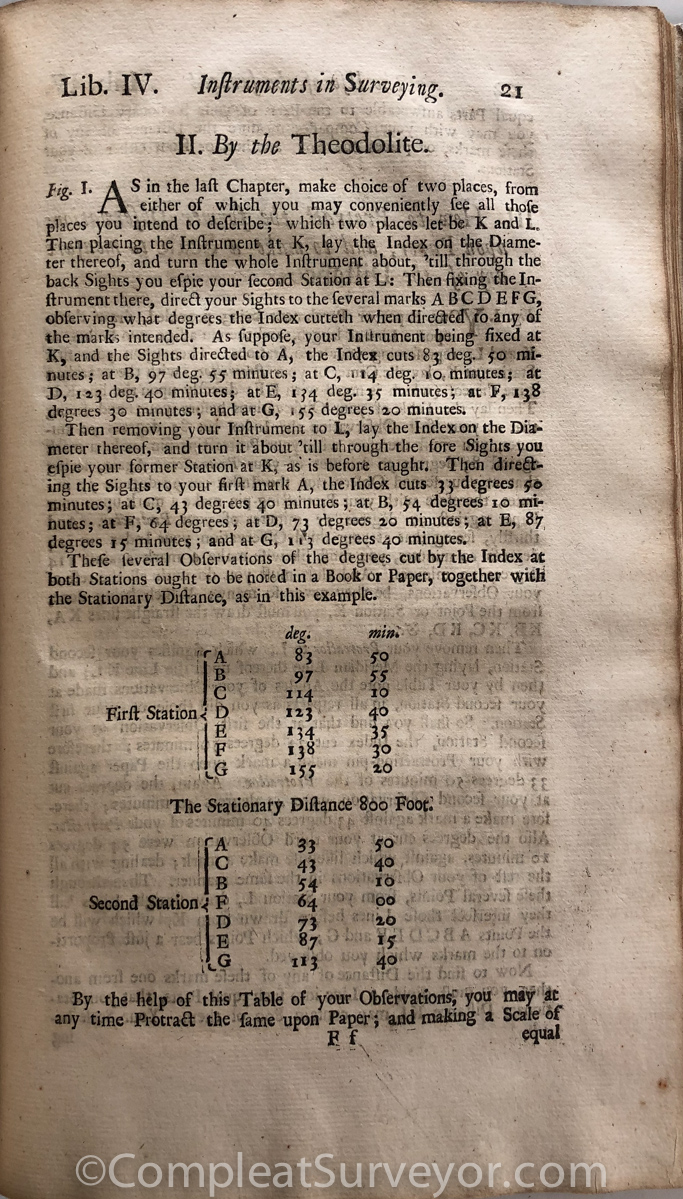 Lib. IV. Inſtruments in Surveying. 21
II. By the Theodolite.
Fig. I. AS in the laſt Chapter, make choice of two places, from
either of which you may conveniently ſee all thoſe
places you intend to deſcribe; which two places let be K and L.
Then placing the Inſtrument at K, lay the Index on the Diame-
ter thereof, and turn the whole Inſtrument about, 'till through the
back Sights you eſpie your ſecond Station at L: Then fixing the In-
ſtrument there, direct your Sights to the ſeveral marks A B C D E F G,
obſerving what degrees the Index cutteth when directed to any of
the marks intended. As ſuppoſe, your Inſtrument being fixed at
K, and the Sights directed to A, the Index cuts 83 deg. 50 mi-
nutes; at B, 97 deg. 55 minutes; at C, 114 deg. 10 minutes; at
D, 123 deg. 40 minutes; at E, 134 deg. 35 minutes; at F, 138
degrees 30 minutes; and at G, 155 degrees 20 minutes.
Then removing your Inſtrument to L, lay the Index on the Dia-
meter thereof, and turn it about 'till through the fore Sights you
eſpie your former Station at K, as is before taught. Then direct-
ing the Sights to your firſt mark A, the Index cuts 33 degrees 50
minutes; at C, 43 degrees 40 minutes; at B, 54 degrees 10 mi-
nutes; at F, 64 degrees; at D, 73 degrees 20 minutes; at E, 87
degrees 15 minutes; and at G, 113 degrees 40 minutes.
Theſe ſeveral Obſervations of the degrees cut by the Index at
both Stations ought to be noted in a Book or Paper, together with
the Stationary Diſtance, as in this example.
deg. min.
A 83 50
B 97 55
C 114 10
First Station D 123 40
E 134 35
F 138 30
G 155 20
The Stationary Diſtance 800 Foot.
A 33 50
C 43 40
B 54 10
Second Station F 64 00
D 73 20
E 87 15
G 113 40
By the help of this Table of your Obſervations, you may at
any time Protract the ſame upon Paper; and making a Scale of
F f equal
©CompleatSurveyor.com